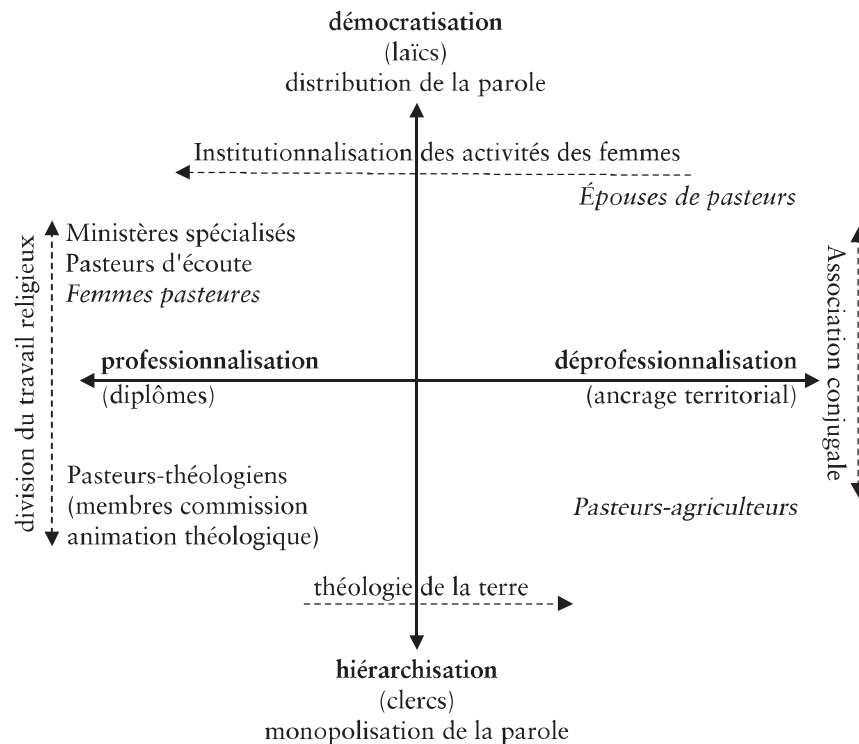 démocratisation
(laïcs)
distribution de la parole
Institutionnalisation des activités des femmes
Épouses de pasteurs
division du travail religieux
Ministères spécialisés
Pasteurs d'écoute
Femmes pasteures
Association conjugale
professionnalisation
(diplômes)
déprofessionnalisation
(ancrage territorial)
Pasteurs-théologiens
(membres commission
animation théologique)
Pasteurs-agriculteurs
théologie de la terre
hiérarchisation
(clercs)
monopolisation de la parole